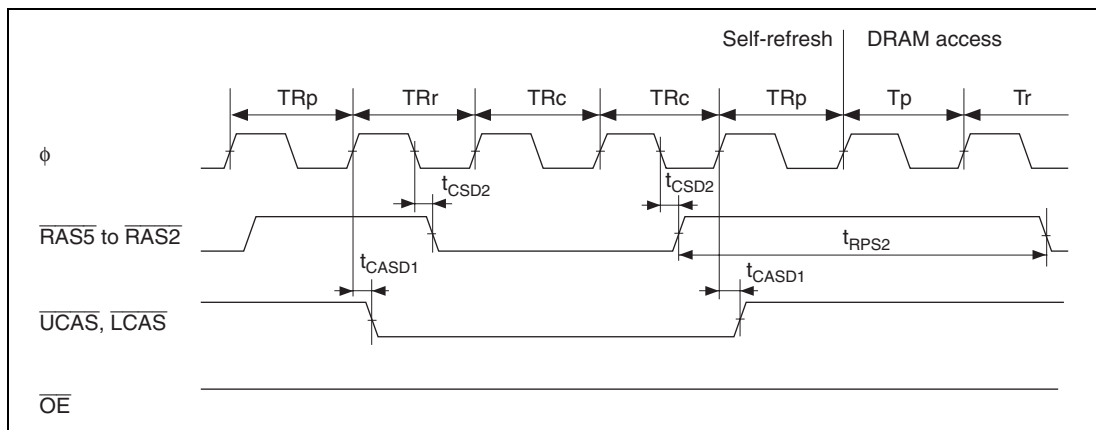 Self-refresh DRAM access
TRp TRr TRc TRc TRp Tp Tr
ϕ
tCSD2 tCSD2
RAS5 to RAS2
tRPS2
tCASD1 tCASD1
UCAS, LCAS
OE